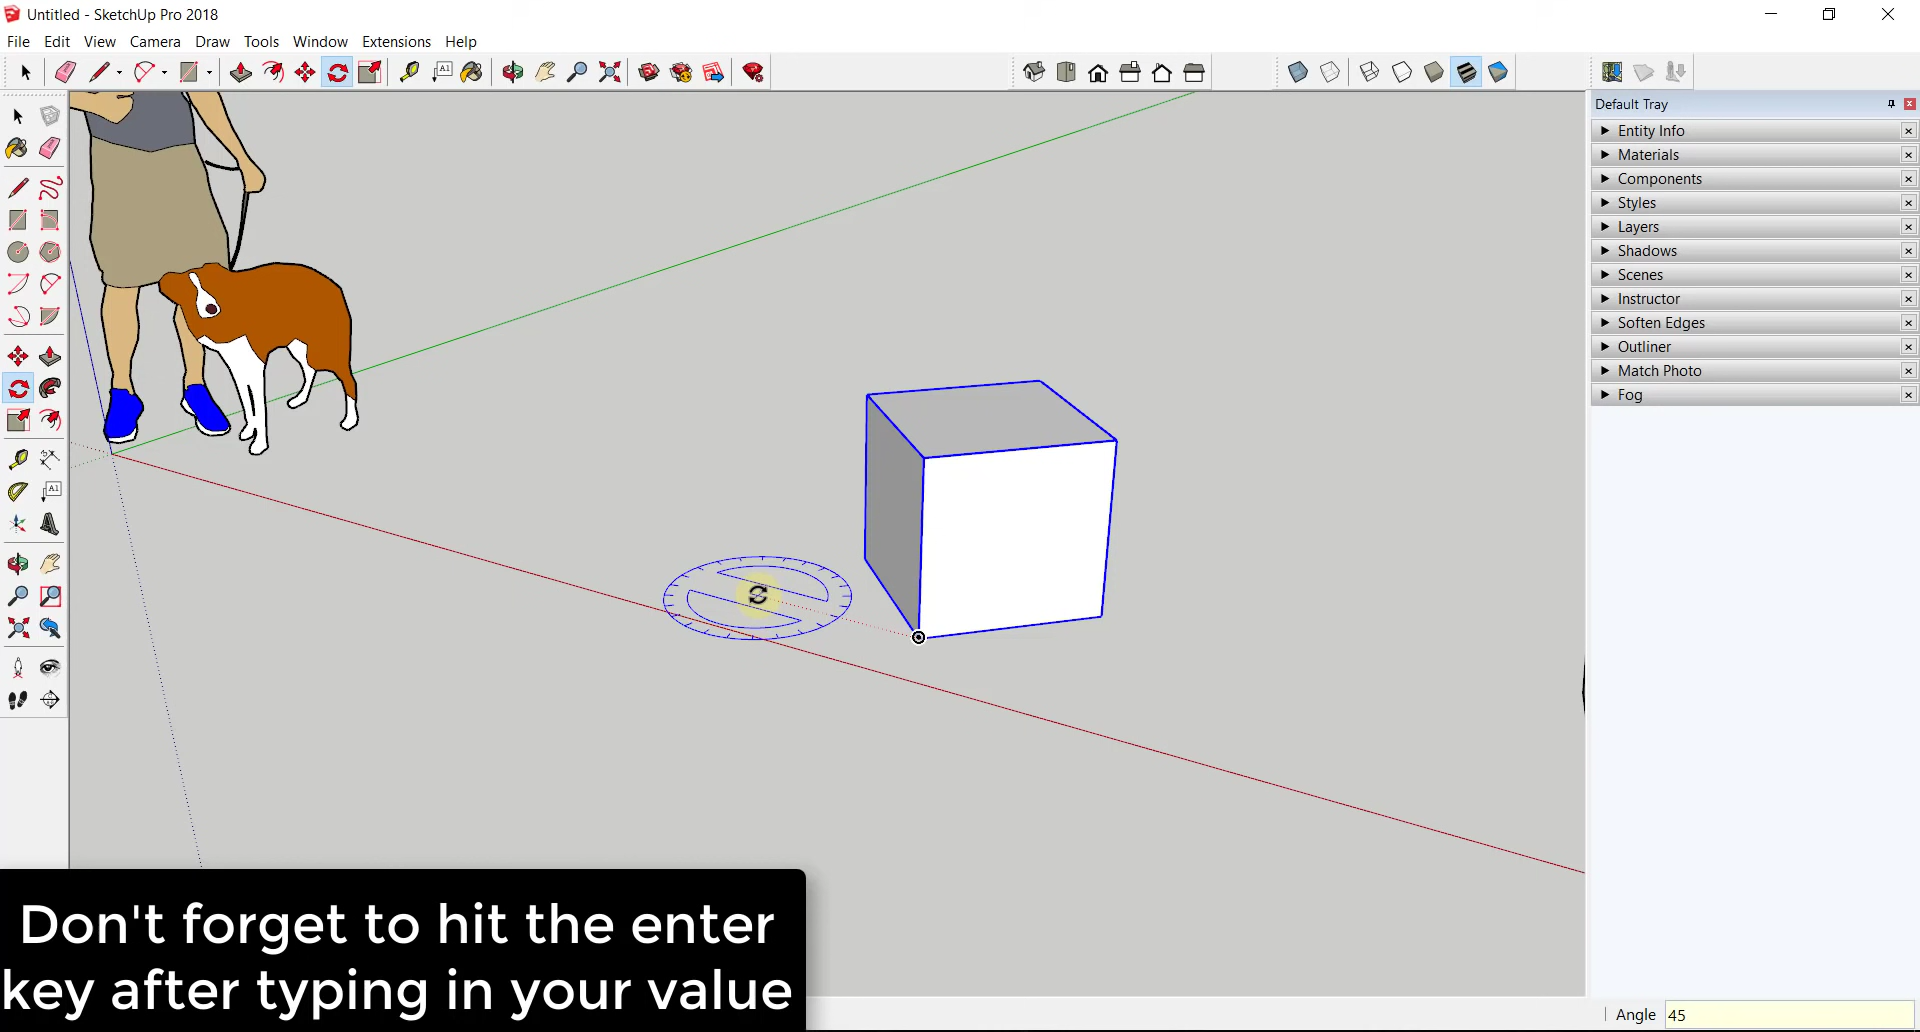 Untitled - SketchUp Pro 2018
File Edit View Camera Draw Tools Window Extensions Help
Default Tray
Entity Info
Materials
Components
Styles
Layers
Shadows
Scenes
Instructor
Soften Edges
Outliner
Match Photo
Fog
A1
A1
Don't forget to hit the enter
key after typing in your value
Angle 45